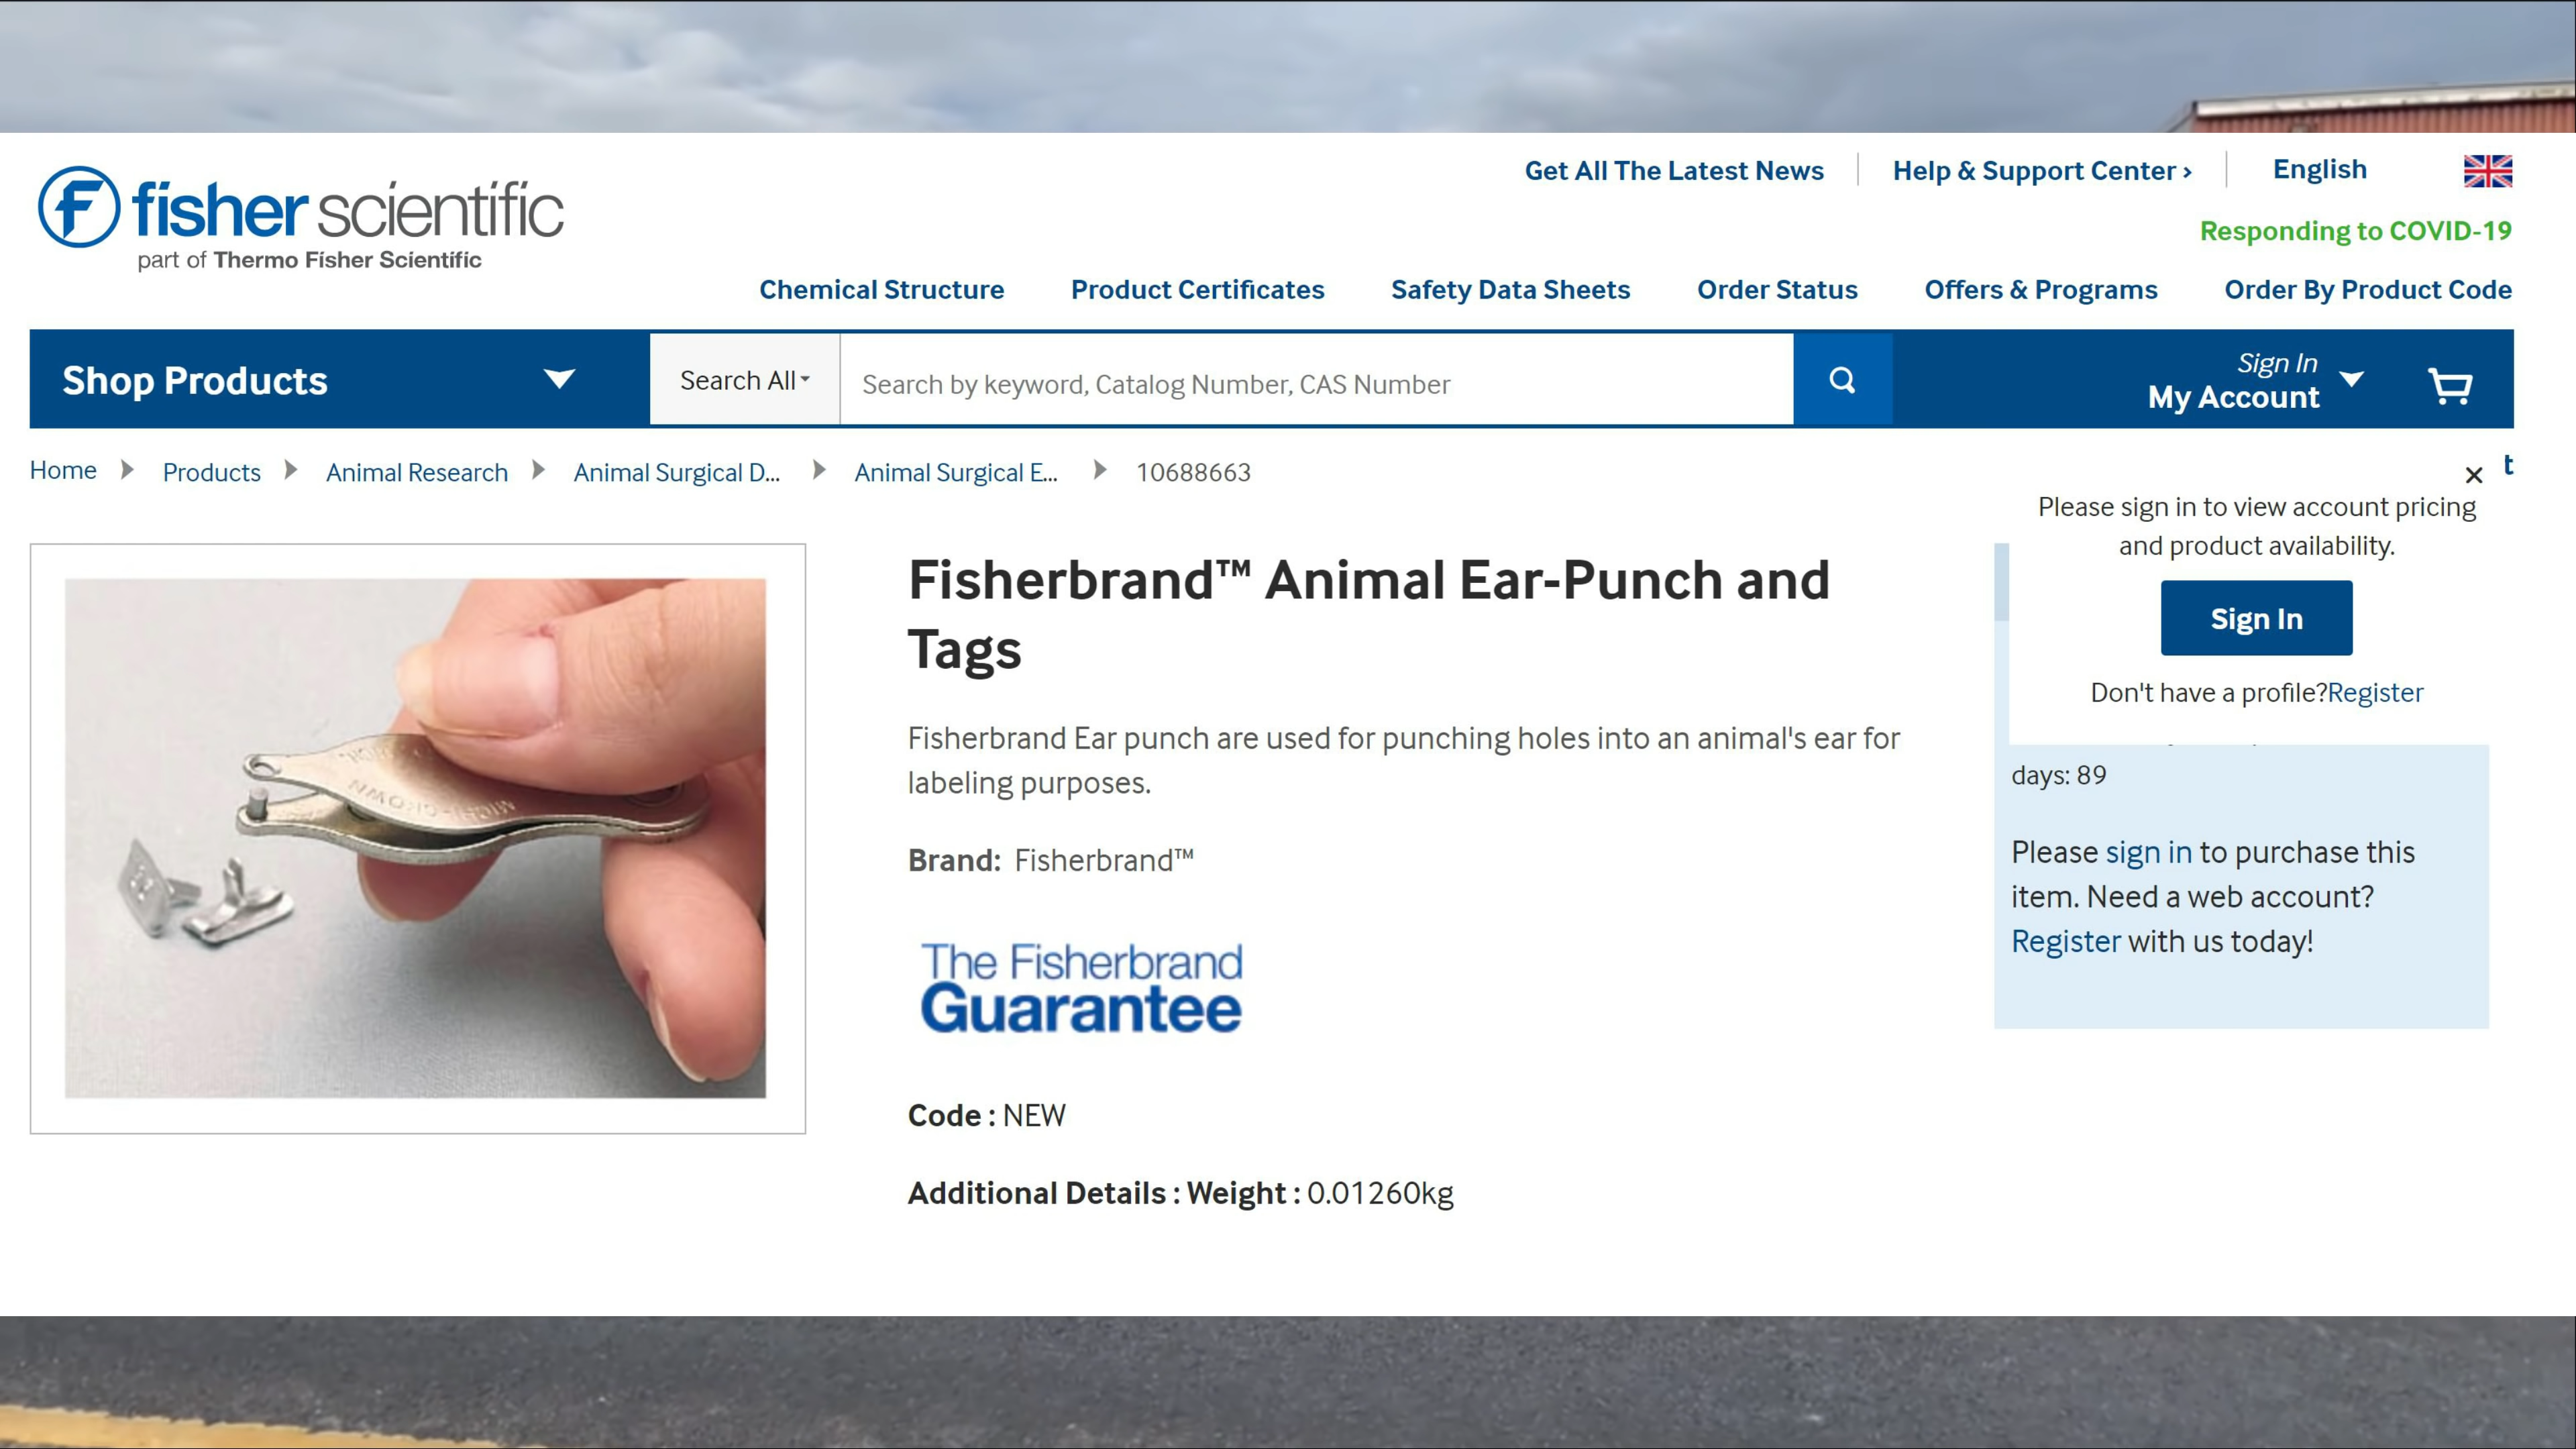 fisher scientific
part of Thermo Fisher Scientific
Get All The Latest News
Help & Support Center ›
English
Responding to COVID-19
Chemical Structure
Product Certificates
Safety Data Sheets
Order Status
Offers & Programs
Order By Product Code
Shop Products
Search All
Search by keyword, Catalog Number, CAS Number
Sign In
My Account
Home
Products
Animal Research
Animal Surgical D...
Animal Surgical E...
10688663
t
Please sign in to view account pricing
and product availability.
Sign In
Don't have a profile?Register
Fisherbrand™ Animal Ear-Punch and
Tags
Fisherbrand Ear punch are used for punching holes into an animal's ear for
labeling purposes.
Brand: Fisherbrand™
The Fisherbrand
Guarantee
Code : NEW
Additional Details : Weight : 0.01260kg
days: 89
Please sign in to purchase this
item. Need a web account?
Register with us today!